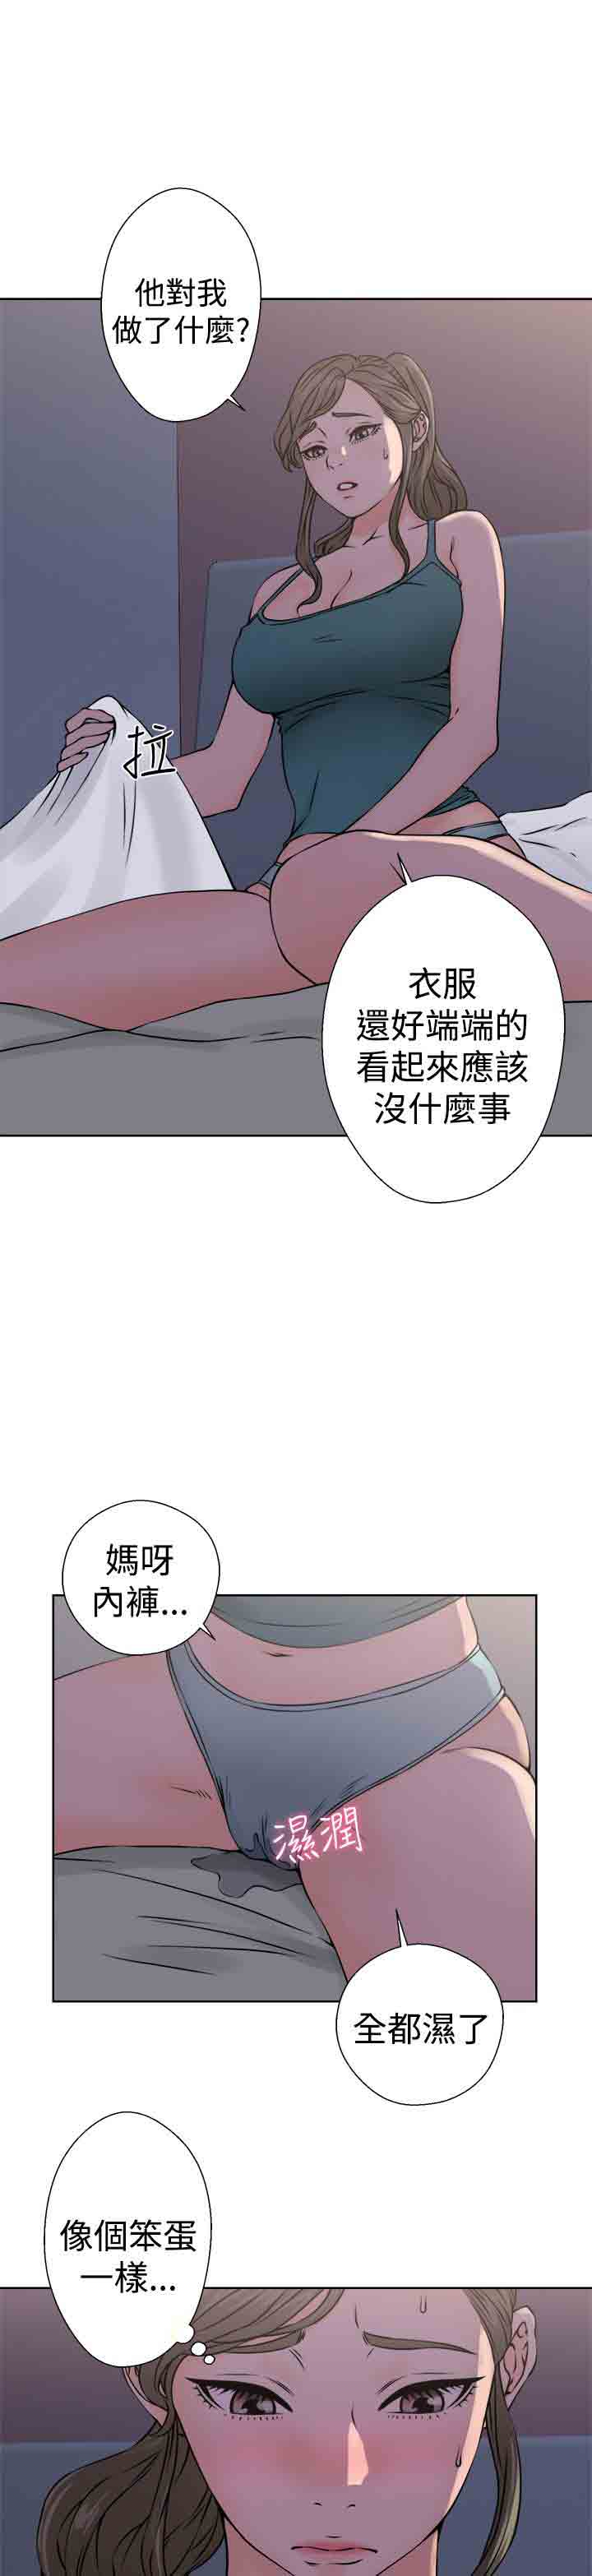 他對我
做了什麼?
拉
衣服
還好端端的
看起來應該
沒什麼事
媽呀
內褲...
濕潤
全都濕了
像個笨蛋
一樣...